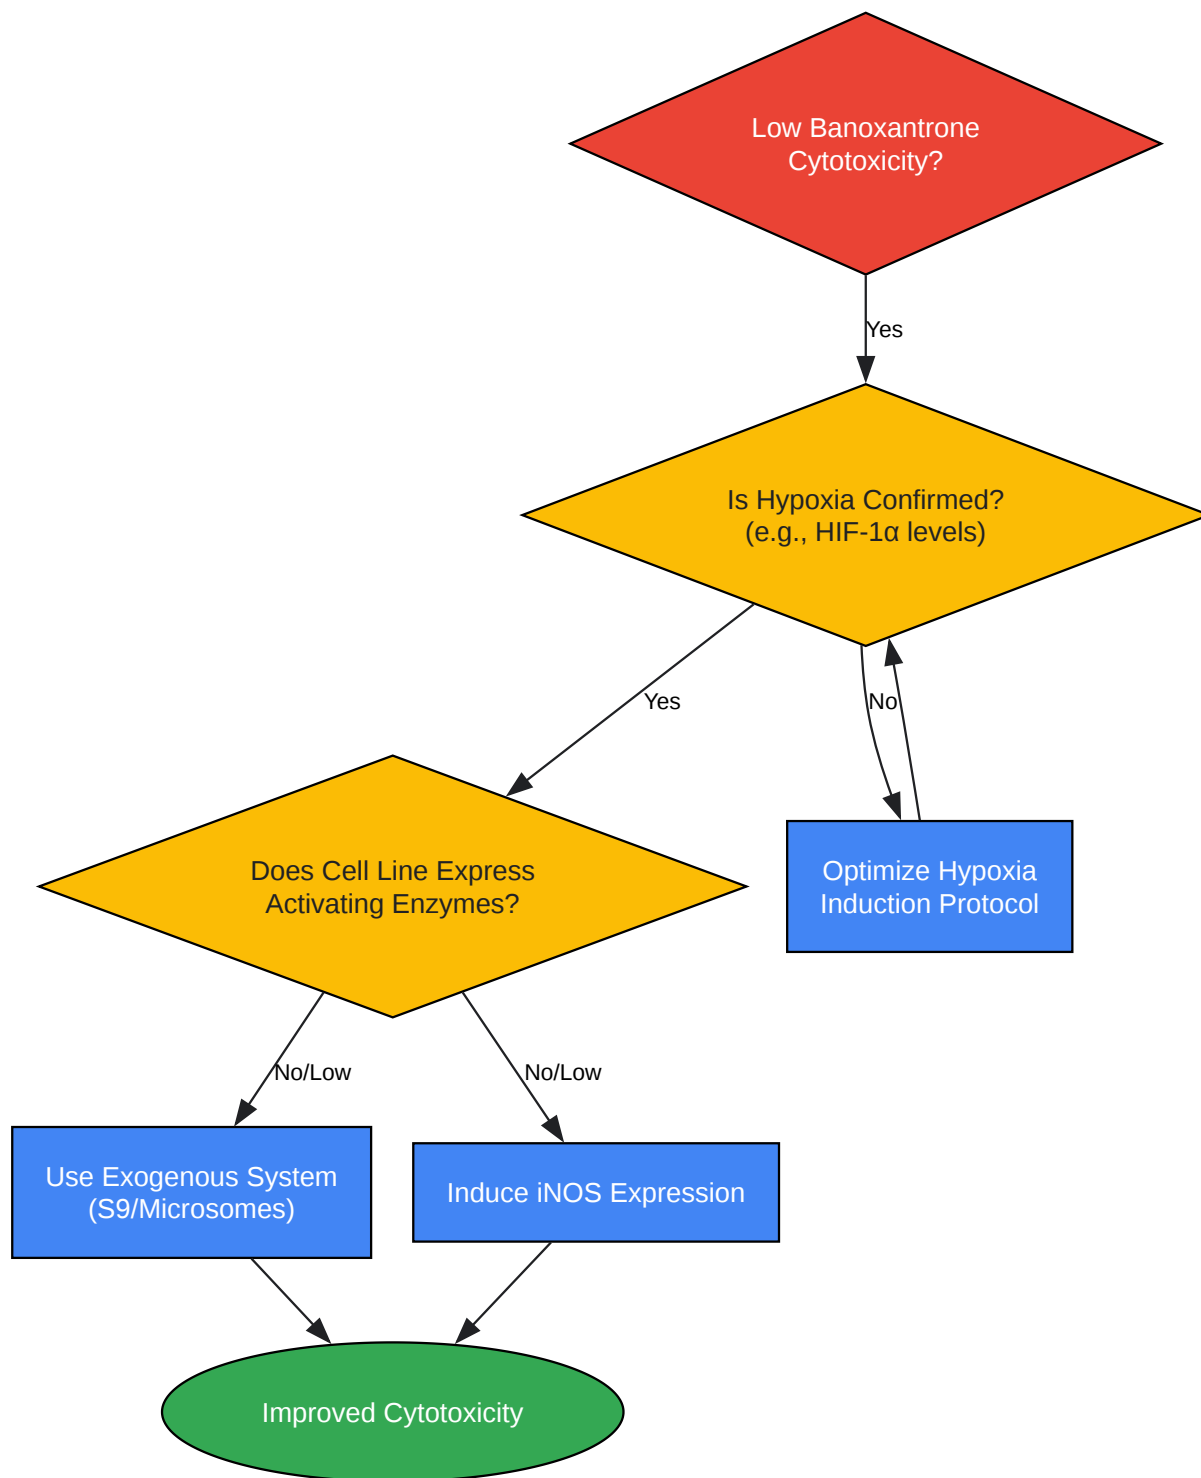 Low Banoxantrone
Cytotoxicity?
Yes
Is Hypoxia Confirmed?
(e.g., HIF-1α levels)
Yes
No
Does Cell Line Express
Activating Enzymes?
Optimize Hypoxia
Induction Protocol
No/Low
No/Low
Use Exogenous System
(S9/Microsomes)
Induce iNOS Expression
Improved Cytotoxicity